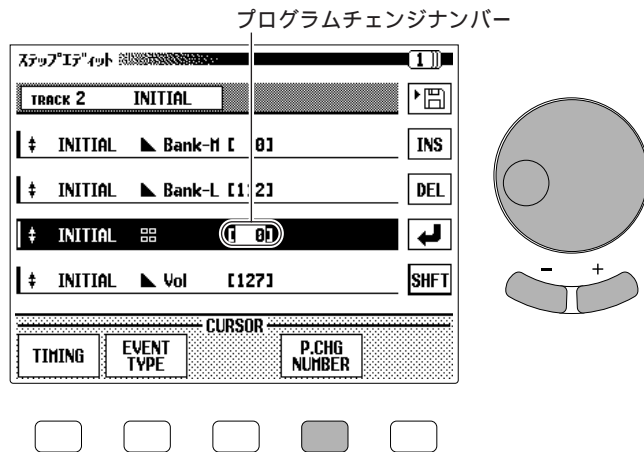 プログラムチェンジナンバー
ステップエディット
1
TRACK 2 INITIAL
INITIAL Bank-M [ 0]
INS
INITIAL Bank-L [112]
DEL
INITIAL [ 0]
INITIAL Vol [127]
SHFT
- +
CURSOR
TIMING
EVENT TYPE
P.CHG NUMBER